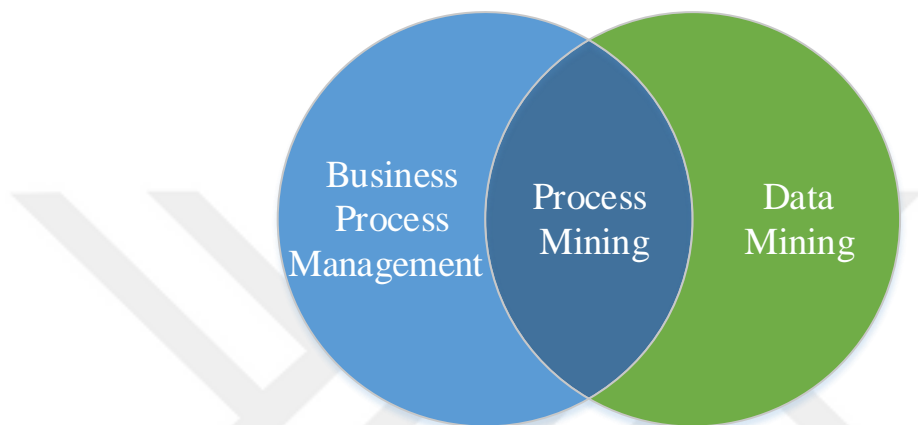 Business
Process
Management
Process
Mining
Data
Mining